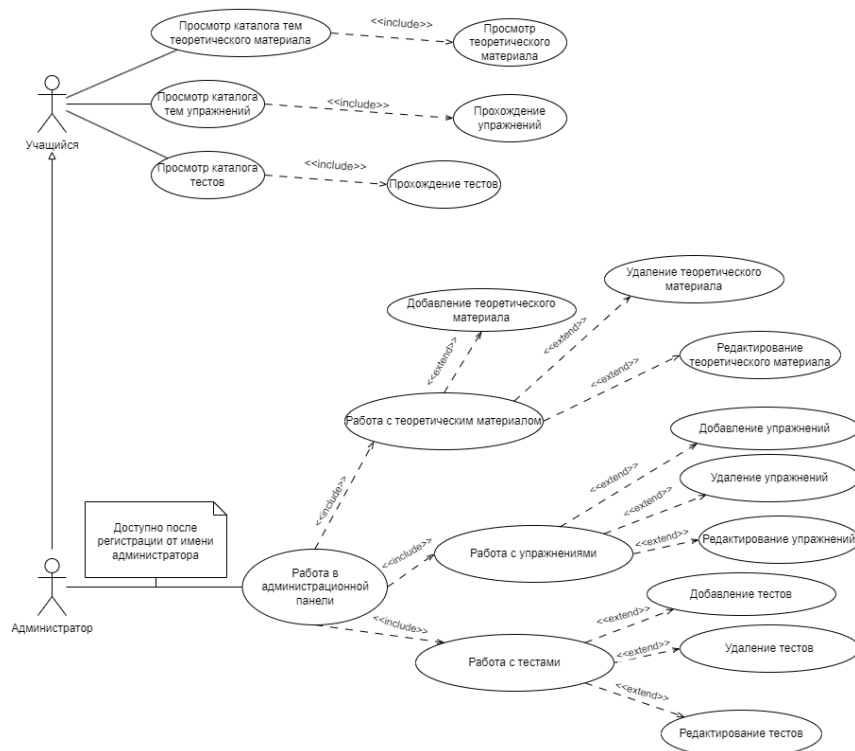 Просмотр каталога тем
теоретического материала
<<include>>
Просмотр
теоретического
материала
Просмотр каталога
тем упражнений
<<include>>
Прохождение
упражнений
Учащийся
Просмотр каталога
тестов
<<include>>
Прохождение тестов
Удаление теоретического
материала
Добавление теоретического
материала
<<extend>>
<<extend>>
Редактирование
теоретического материала
<<extend>>
Работа с теоретическим материалом
Добавление упражнений
<<extend>>
<<include>>
Удаление упражнений
<<extend>>
Доступно после
регистрации от имени
администратора
Работа с упражнениями
<<extend>>
Редактирование упражнений
<<include>>
Работа в
администрационной
панели
Администратор
<<include>>
Добавление тестов
<<extend>>
Работа с тестами
<<extend>>
Удаление тестов
<<extend>>
Редактирование тестов